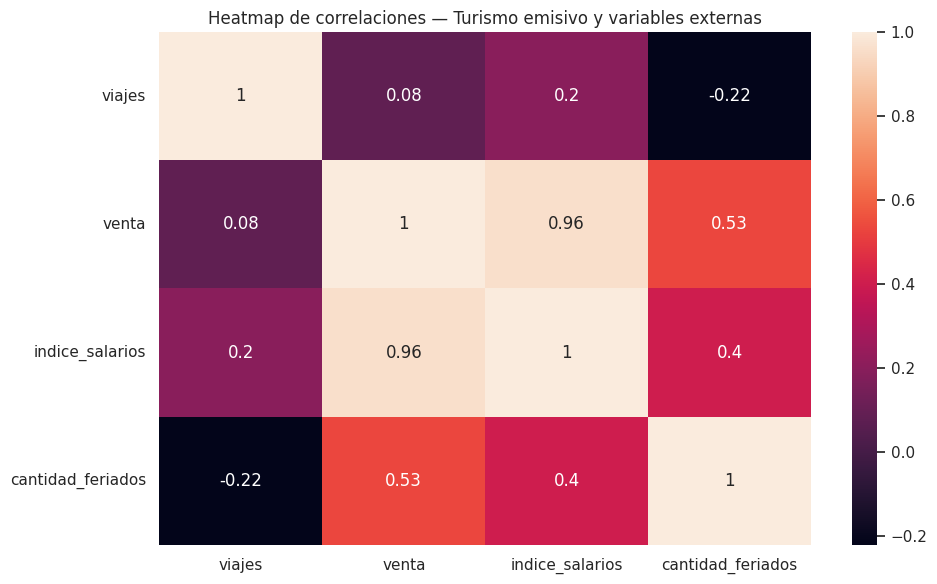 Heatmap de correlaciones — Turismo emisivo y variables externas
viajes 1 0.08 0.2 -0.22
venta 0.08 1 0.96 0.53
indice_salarios 0.2 0.96 1 0.4
cantidad_feriados -0.22 0.53 0.4 1
viajes venta indice_salarios cantidad_feriados
1.0
0.8
0.6
0.4
0.2
0.0
−0.2